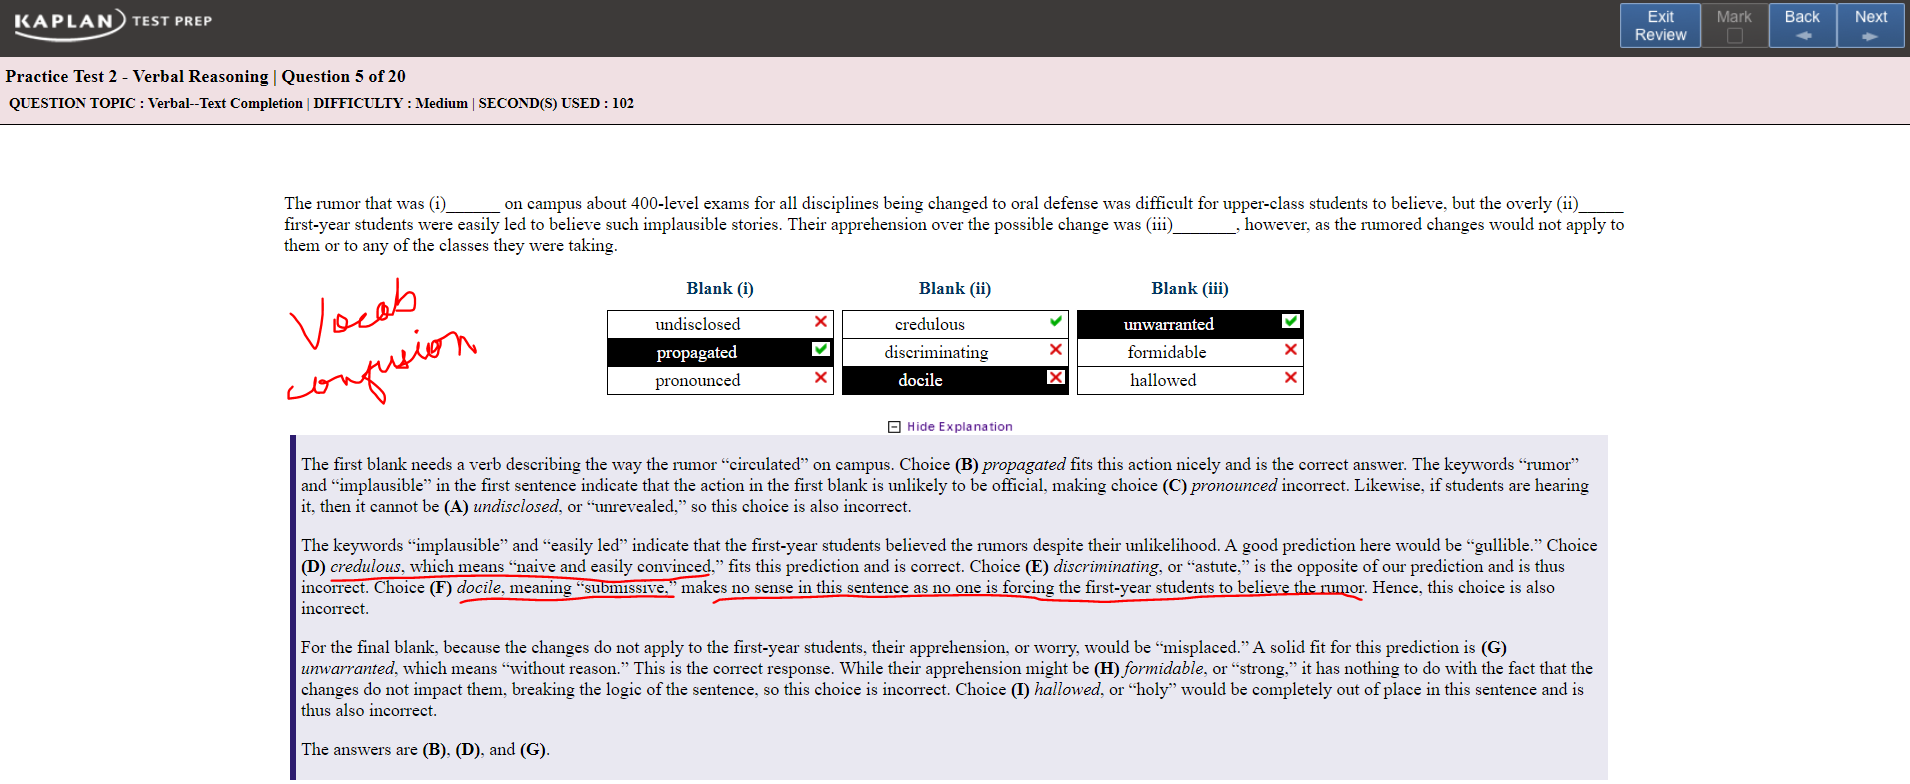 KAPLAN TEST PREP
Exit Review
Mark
Back
Next
Practice Test 2 - Verbal Reasoning | Question 5 of 20
QUESTION TOPIC : Verbal--Text Completion | DIFFICULTY : Medium | SECOND(S) USED : 102
The rumor that was (i)______ on campus about 400-level exams for all disciplines being changed to oral defense was difficult for upper-class students to believe, but the overly (ii)_____
first-year students were easily led to believe such implausible stories. Their apprehension over the possible change was (iii)_______, however, as the rumored changes would not apply to
them or to any of the classes they were taking.
Vocab
confusion
Blank (i) Blank (ii) Blank (iii)
undisclosed credulous unwarranted
propagated discriminating formidable
pronounced docile hallowed
Hide Explanation
The first blank needs a verb describing the way the rumor “circulated” on campus. Choice (B) propagated fits this action nicely and is the correct answer. The keywords “rumor”
and “implausible” in the first sentence indicate that the action in the first blank is unlikely to be official, making choice (C) pronounced incorrect. Likewise, if students are hearing
it, then it cannot be (A) undisclosed, or “unrevealed,” so this choice is also incorrect.
The keywords “implausible” and “easily led” indicate that the first-year students believed the rumors despite their unlikelihood. A good prediction here would be “gullible.” Choice
(D) credulous, which means “naive and easily convinced,” fits this prediction and is correct. Choice (E) discriminating, or “astute,” is the opposite of our prediction and is thus
incorrect. Choice (F) docile, meaning “submissive,” makes no sense in this sentence as no one is forcing the first-year students to believe the rumor. Hence, this choice is also
incorrect.
For the final blank, because the changes do not apply to the first-year students, their apprehension, or worry, would be “misplaced.” A solid fit for this prediction is (G)
unwarranted, which means “without reason.” This is the correct response. While their apprehension might be (H) formidable, or “strong,” it has nothing to do with the fact that the
changes do not impact them, breaking the logic of the sentence, so this choice is incorrect. Choice (I) hallowed, or “holy” would be completely out of place in this sentence and is
thus also incorrect.
The answers are (B), (D), and (G).